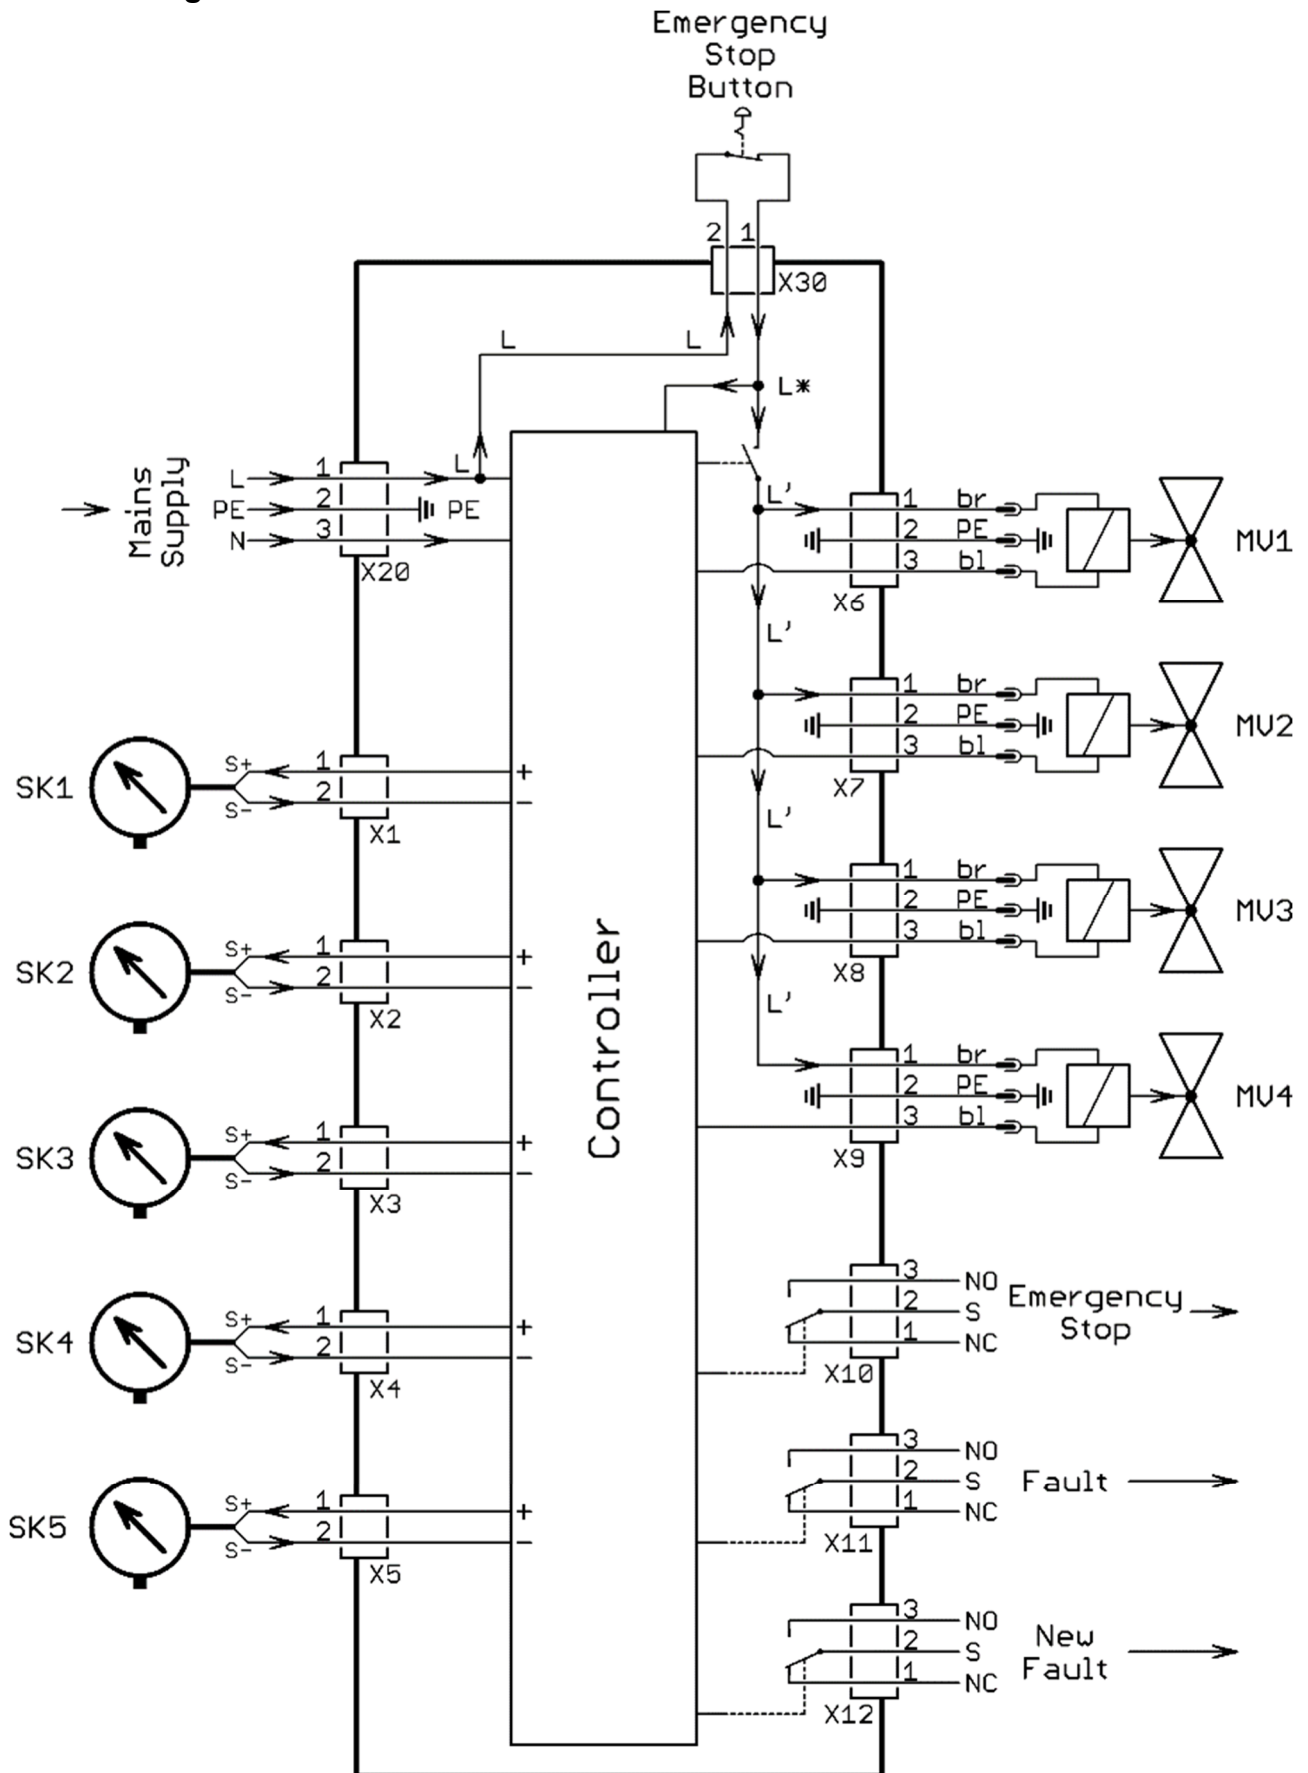 Emergency
Stop
Button
2 1
X30
L L
L*
Mains
Supply
L 1 L
PE 2 PE
N 3
X20
L'
1 br
2 PE
3 bl
X6
MV1
L'
1 br
2 PE
3 bl
X7
MV2
L'
1 br
2 PE
3 bl
X8
MV3
L'
1 br
2 PE
3 bl
X9
MV4
SK1
S+ 1 +
S- 2 -
X1
SK2
S+ 1 +
S- 2 -
X2
SK3
S+ 1 +
S- 2 -
X3
SK4
S+ 1 +
S- 2 -
X4
SK5
S+ 1 +
S- 2 -
X5
Controller
3 NO
2 S
1 NC
X10
Emergency
Stop
3 NO
2 S
1 NC
X11
Fault
3 NO
2 S
1 NC
X12
New
Fault